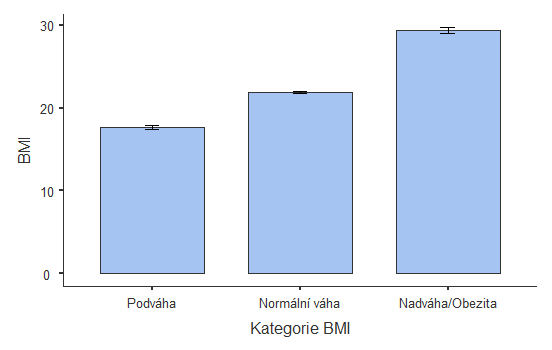 30
20
10
0
BMI
Podváha
Normální váha
Nadváha/Obezita
Kategorie BMI